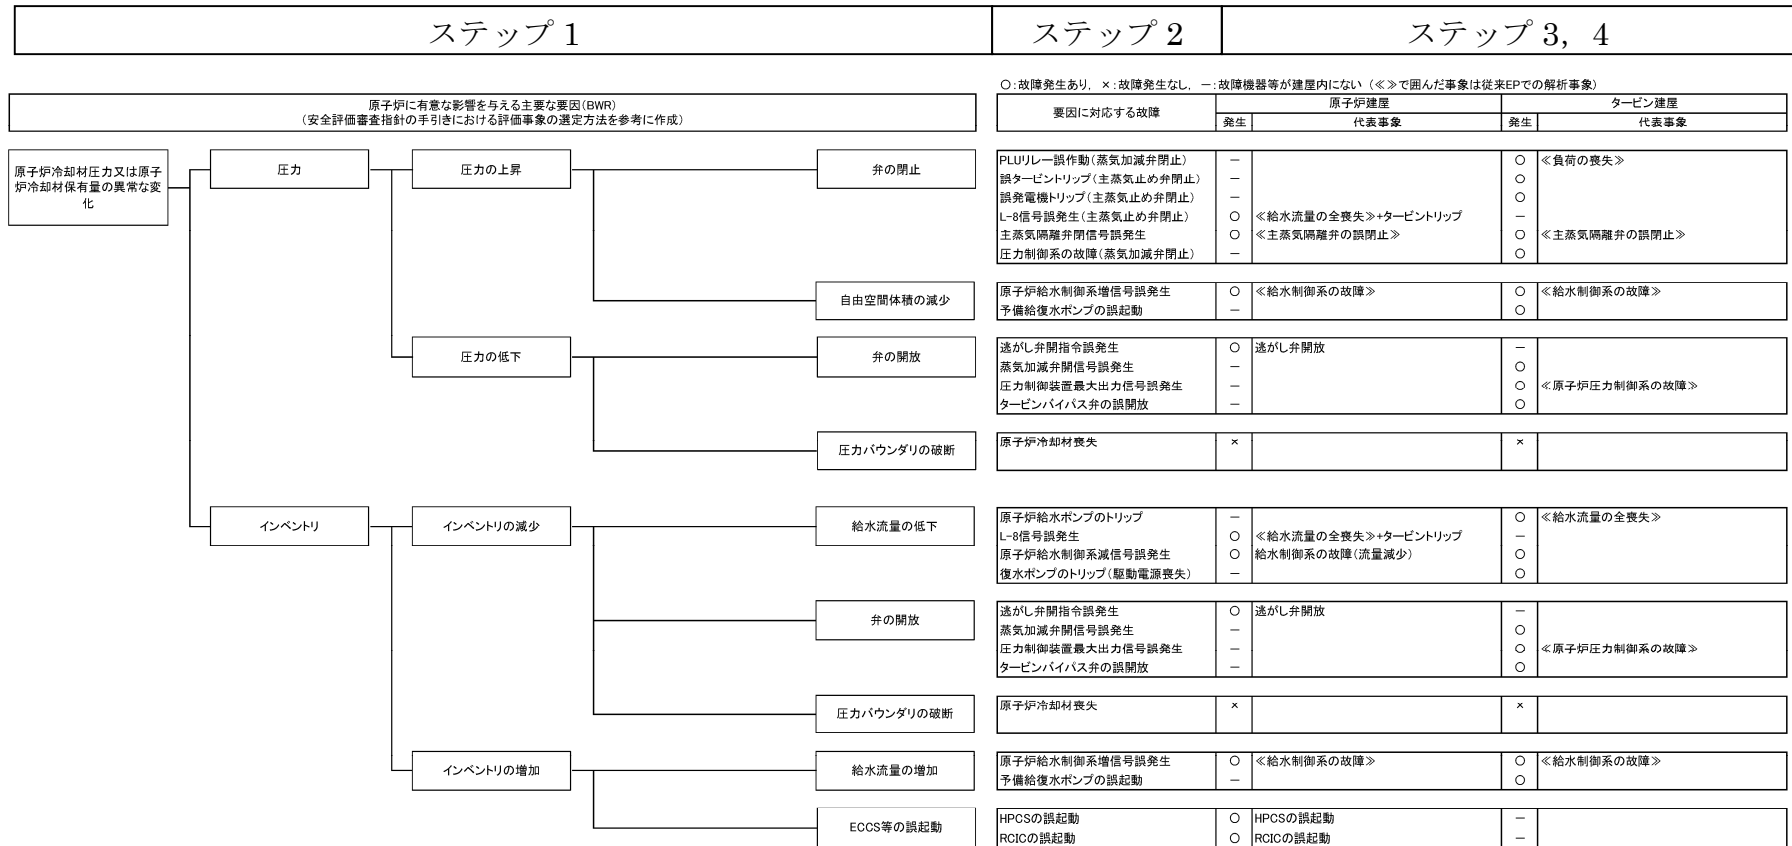 ステップ 1
ステップ 2
ステップ 3, 4
○:故障発生あり, ×:故障発生なし, －:故障機器等が建屋内にない (≪≫で囲んだ事象は従来EPでの解析事象)
原子炉に有意な影響を与える主要な要因(BWR)
(安全評価審査指針の手引きにおける評価事象の選定方法を参考に作成)
要因に対応する故障
原子炉建屋
タービン建屋
発生 代表事象 発生 代表事象
原子炉冷却材圧力又は原子
炉冷却材保有量の異常な変
化
圧力
圧力の上昇
弁の閉止
PLUリレー誤作動(蒸気加減弁閉止) － ○ ≪負荷の喪失≫
誤タービントリップ(主蒸気止め弁閉止) － ○
誤発電機トリップ(主蒸気止め弁閉止) － ○
L-8信号誤発生(主蒸気止め弁閉止) ○ ≪給水流量の全喪失≫+タービントリップ －
主蒸気隔離弁閉信号誤発生 ○ ≪主蒸気隔離弁の誤閉止≫ ○ ≪主蒸気隔離弁の誤閉止≫
圧力制御系の故障(蒸気加減弁閉止) － ○
自由空間体積の減少
原子炉給水制御系増信号誤発生 ○ ≪給水制御系の故障≫ ○ ≪給水制御系の故障≫
予備給復水ポンプの誤起動 － ○
圧力の低下
弁の開放
逃がし弁開指令誤発生 ○ 逃がし弁開放 －
蒸気加減弁開信号誤発生 － ○
圧力制御装置最大出力信号誤発生 － ○ ≪原子炉圧力制御系の故障≫
タービンバイパス弁の誤開放 － ○
圧力バウンダリの破断
原子炉冷却材喪失 × ×
インベントリ
インベントリの減少
給水流量の低下
原子炉給水ポンプのトリップ － ○ ≪給水流量の全喪失≫
L-8信号誤発生 ○ ≪給水流量の全喪失≫+タービントリップ －
原子炉給水制御系減信号誤発生 ○ 給水制御系の故障(流量減少) ○
復水ポンプのトリップ(駆動電源喪失) － ○
弁の開放
逃がし弁開指令誤発生 ○ 逃がし弁開放 －
蒸気加減弁開信号誤発生 － ○
圧力制御装置最大出力信号誤発生 － ○ ≪原子炉圧力制御系の故障≫
タービンバイパス弁の誤開放 － ○
圧力バウンダリの破断
原子炉冷却材喪失 × ×
インベントリの増加
給水流量の増加
原子炉給水制御系増信号誤発生 ○ ≪給水制御系の故障≫ ○ ≪給水制御系の故障≫
予備給復水ポンプの誤起動 － ○
ECCS等の誤起動
HPCSの誤起動 ○ HPCSの誤起動 －
RCICの誤起動 ○ RCICの誤起動 －